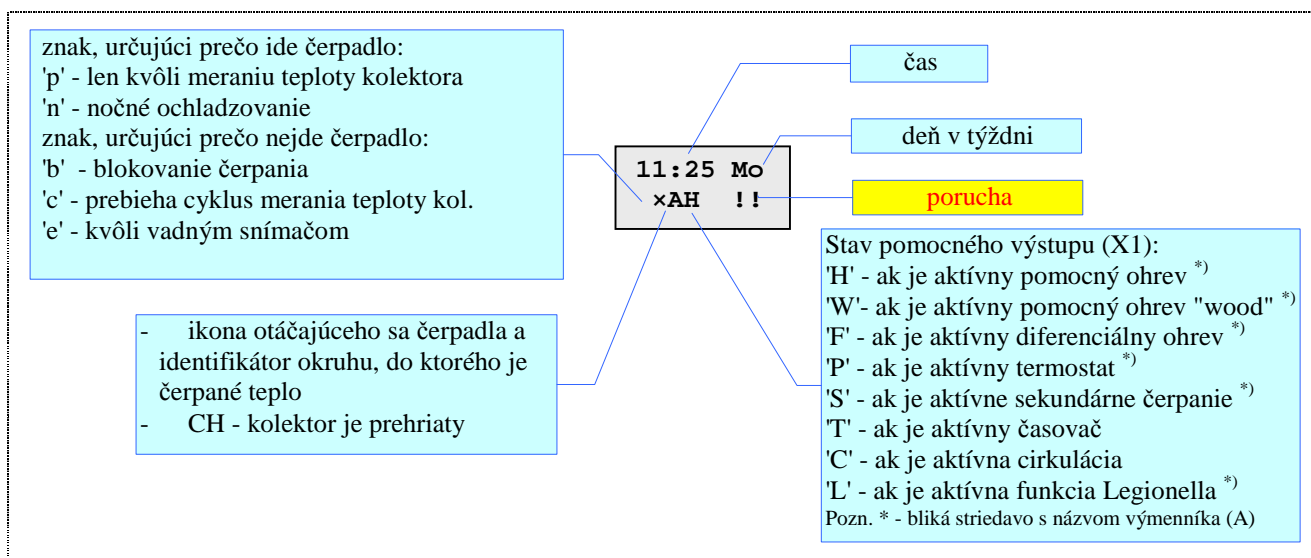 znak, určujúci prečo ide čerpadlo:
'p' - len kvôli meraniu teploty kolektora
'n' - nočné ochladzovanie
znak, určujúci prečo nejde čerpadlo:
'b' - blokovanie čerpania
'c' - prebieha cyklus merania teploty kol.
'e' - kvôli vadným snímačom
čas
deň v týždni
11:25 Mo
×AH !!
porucha
- ikona otáčajúceho sa čerpadla a
identifikátor okruhu, do ktorého je
čerpané teplo
- CH - kolektor je prehriaty
Stav pomocného výstupu (X1):
'H' - ak je aktívny pomocný ohrev *)
'W'- ak je aktívny pomocný ohrev "wood" *)
'F' - ak je aktívny diferenciálny ohrev *)
'P' - ak je aktívny termostat *)
'S' - ak je aktívne sekundárne čerpanie *)
'T' - ak je aktívny časovač
'C' - ak je aktívna cirkulácia
'L' - ak je aktívna funkcia Legionella *)
Pozn. * - bliká striedavo s názvom výmenníka (A)